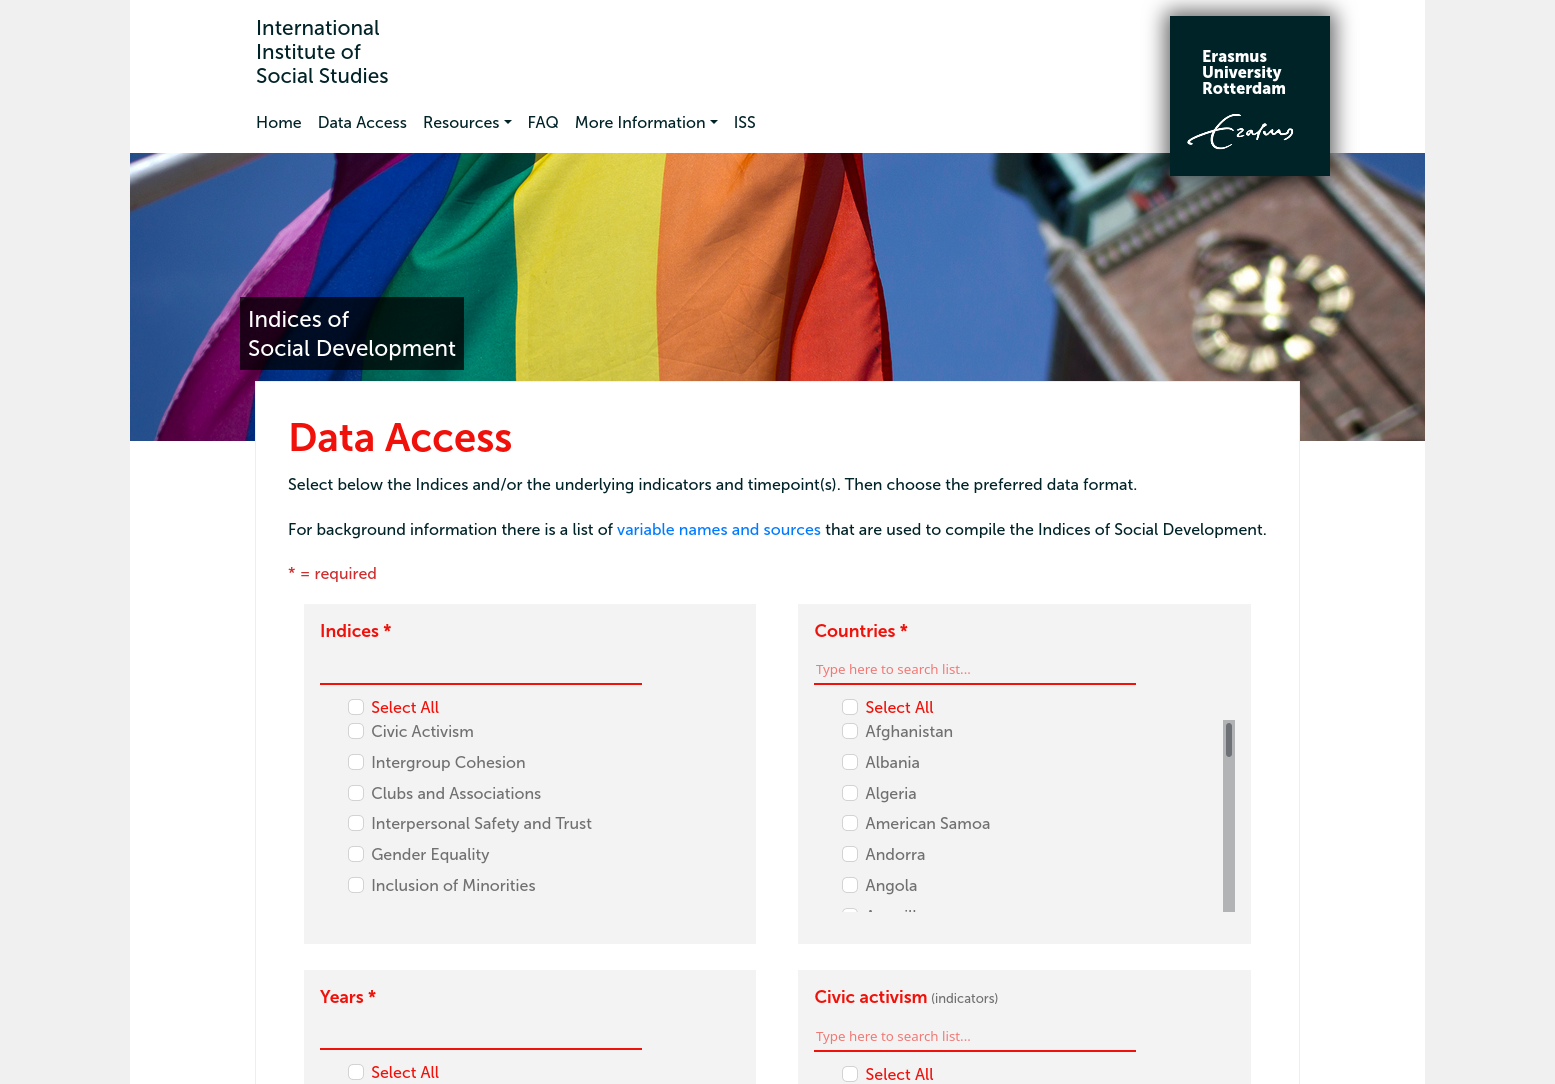 International
Institute of
Social Studies
Erasmus
University
Rotterdam
Erasmus
Home Data Access Resources FAQ More Information ISS
Indices of
Social Development
Data Access
Select below the Indices and/or the underlying indicators and timepoint(s). Then choose the preferred data format.
For background information there is a list of variable names and sources that are used to compile the Indices of Social Development.
* = required
Indices *
Select All
Civic Activism
Intergroup Cohesion
Clubs and Associations
Interpersonal Safety and Trust
Gender Equality
Inclusion of Minorities
Countries *
Type here to search list...
Select All
Afghanistan
Albania
Algeria
American Samoa
Andorra
Angola
Years *
Select All
Civic activism (indicators)
Type here to search list...
Select All